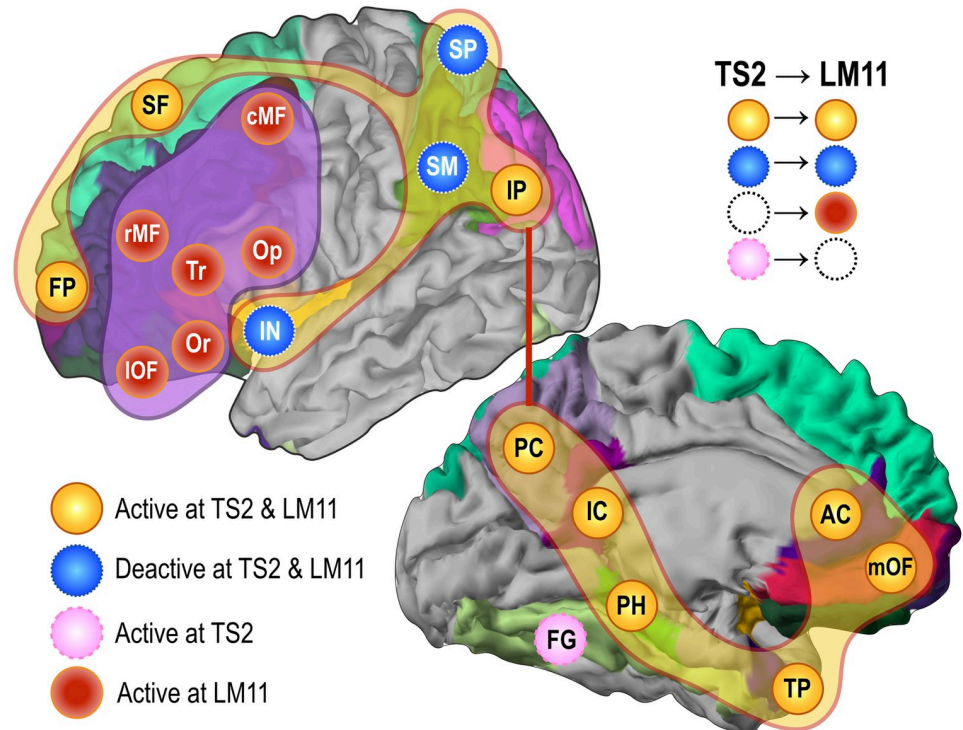 SP
SF
cMF
SM
IP
rMF
Op
Tr
FP
IN
Or
lOF
TS2 → LM11
PC
IC
AC
mOF
PH
FG
TP
Active at TS2 & LM11
Deactive at TS2 & LM11
Active at TS2
Active at LM11